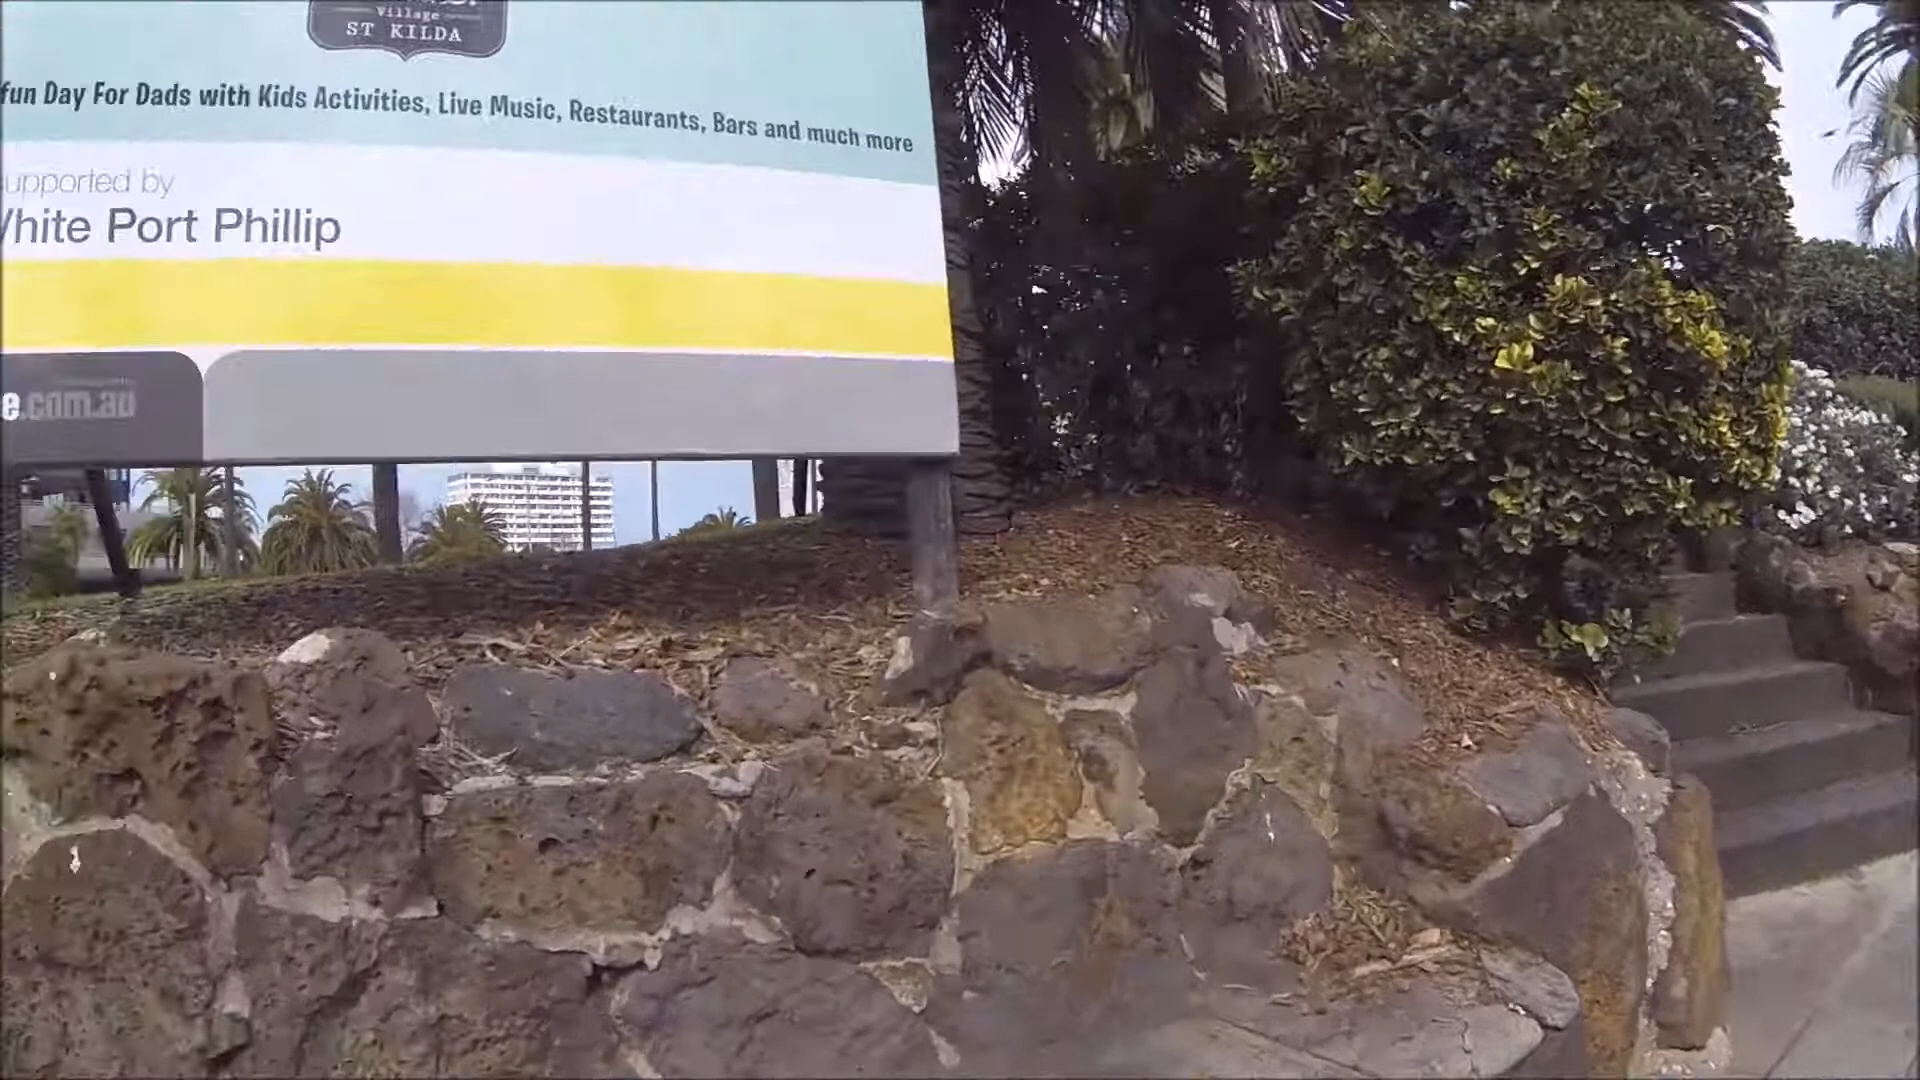 Village
ST KILDA
fun Day For Dads with Kids Activities, Live Music, Restaurants, Bars and much more
upported by
hite Port Phillip
e.com.au